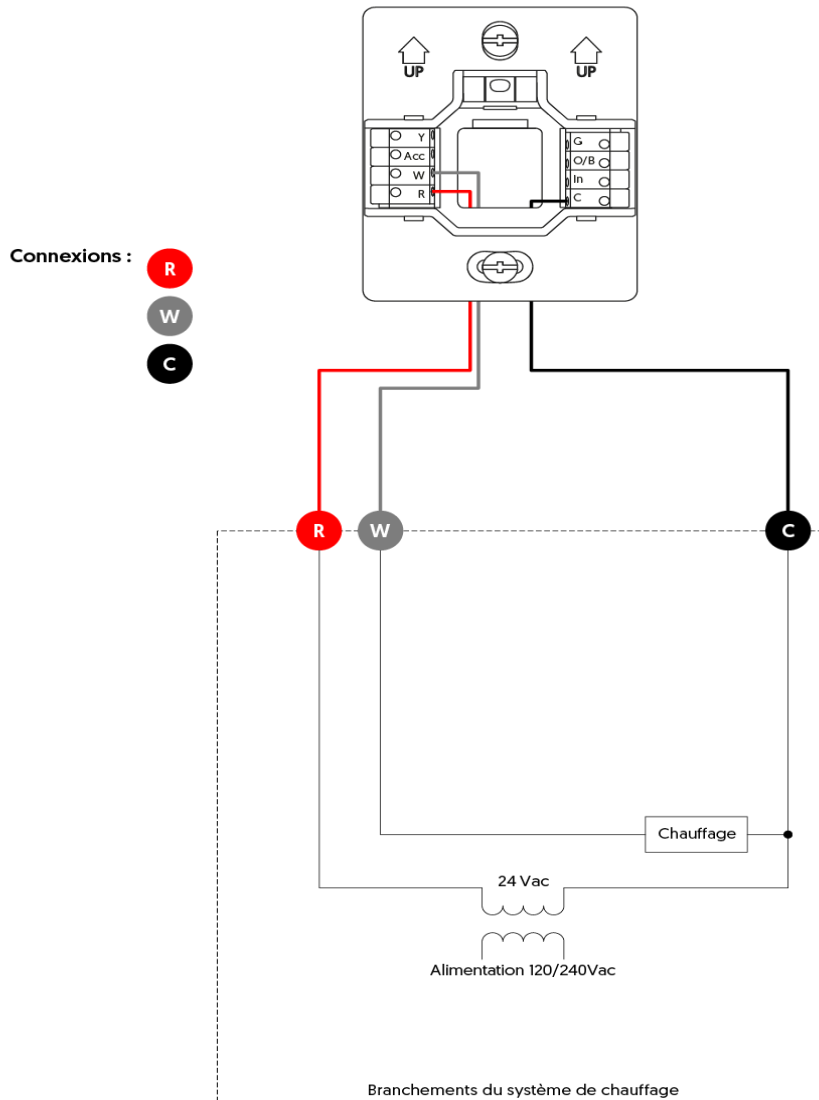 UP
UP
Y
Acc
W
R
G
O/B
In
C
Connexions :
R
W
C
R
W
C
Chauffage
24 Vac
Alimentation 120/240Vac
Branchements du système de chauffage